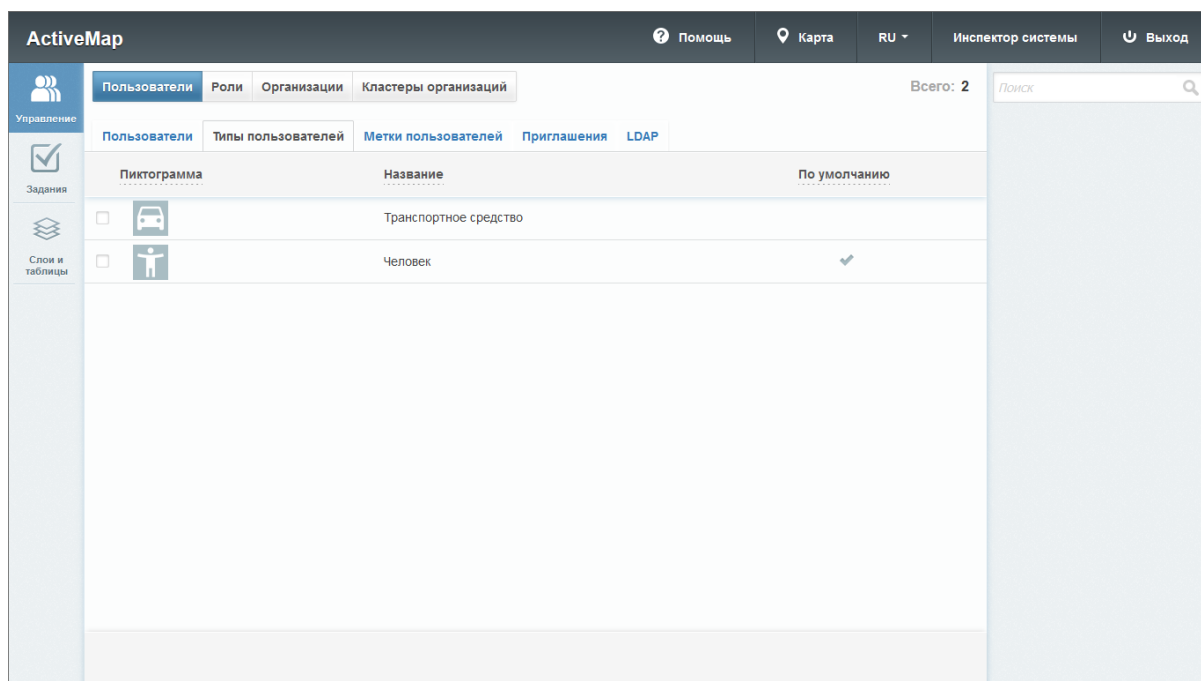 ActiveMap Помощь Карта RU Инспектор системы Выход
Управление
Задания
Слои и
таблицы
Пользователи Роли Организации Кластеры организаций Всего: 2
Пользователи Типы пользователей Метки пользователей Приглашения LDAP
Пиктограмма Название По умолчанию
Транспортное средство
Человек
Поиск